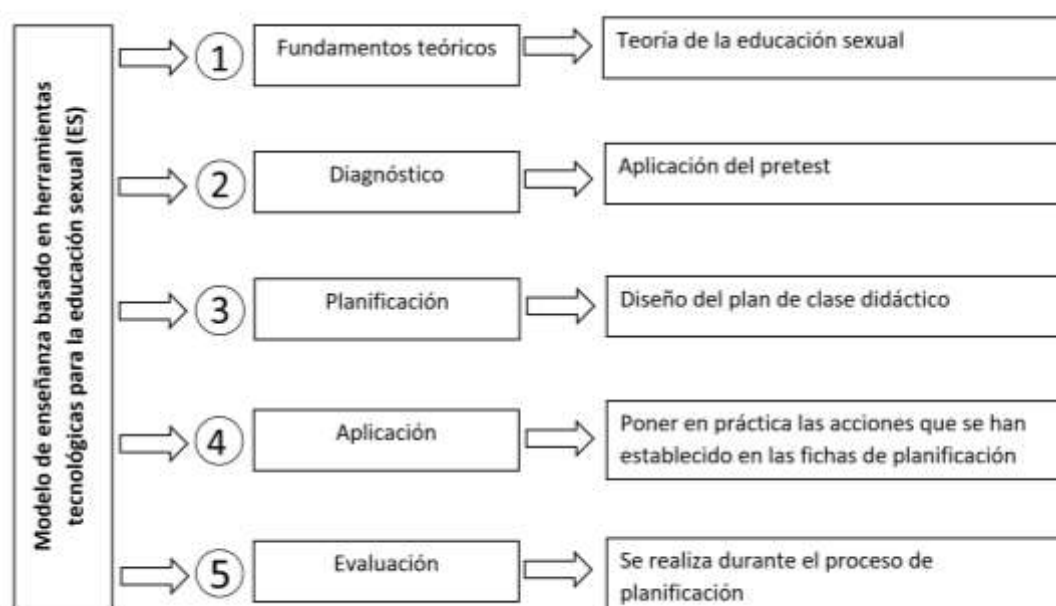 Modelo de enseñanza basado en herramientas
tecnológicas para la educación sexual (ES)
1
Fundamentos teóricos
Teoría de la educación sexual
2
Diagnóstico
Aplicación del pretest
3
Planificación
Diseño del plan de clase didáctico
4
Aplicación
Poner en práctica las acciones que se han
establecido en las fichas de planificación
5
Evaluación
Se realiza durante el proceso de
planificación